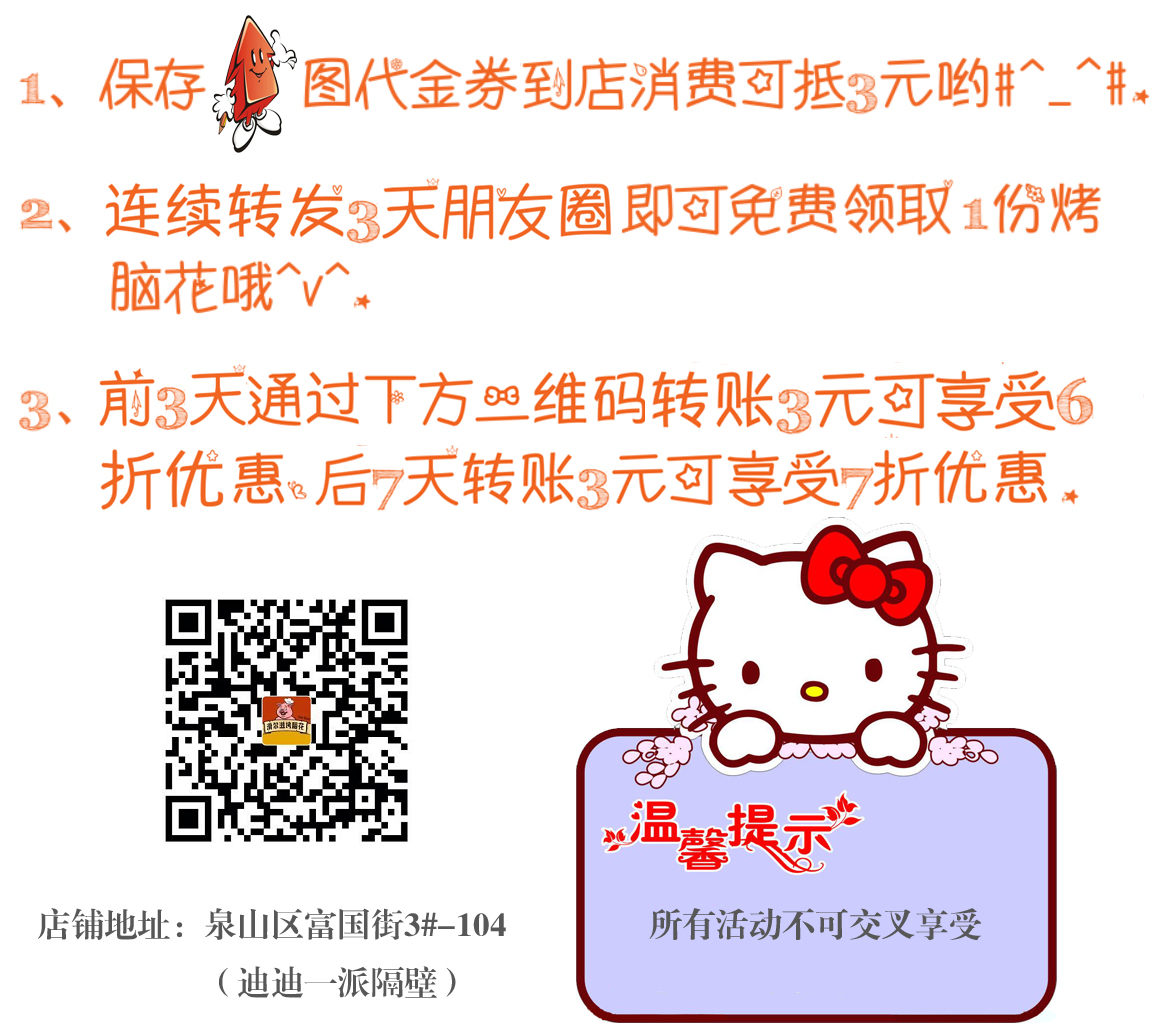 1、保存图代金券到店消费可抵3元哟#^_^#.
2、连续转发3天朋友圈即可免费领取1份烤
脑花哦^v^.
3、前3天通过下方二维码转账3元可享受6
折优惠 后7天转账3元可享受7折优惠.
温馨提示
店铺地址：泉山区富国街3#-104
（迪迪一派隔壁）
所有活动不可交叉享受